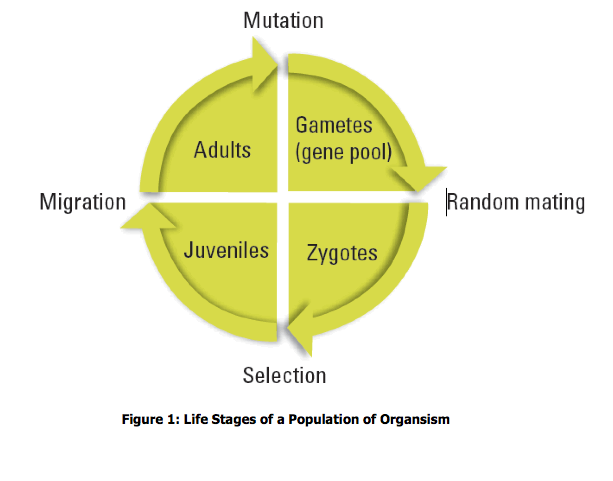 Mutation
Gametes
(gene pool)
Adults
Migration
Random mating
Juveniles
Zygotes
Selection
Figure 1: Life Stages of a Population of Organsism